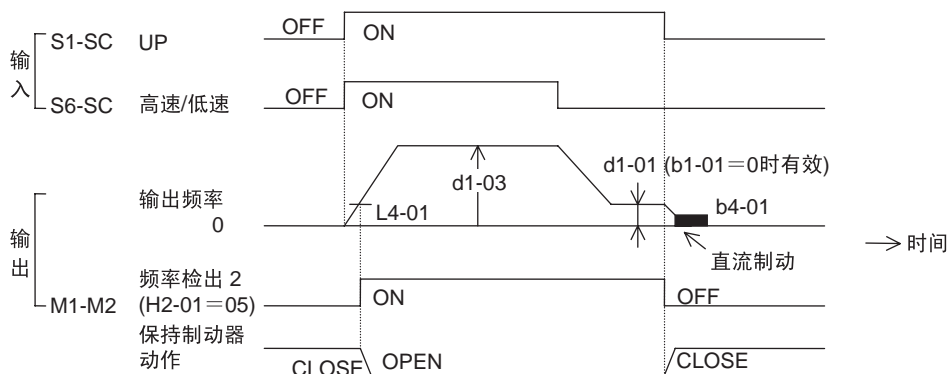 输入
S1-SC UP OFF ON
S6-SC 高速/低速 OFF ON
d1-01 (b1-01＝0时有效)
d1-03
输出频率
0
L4-01
b4-01
直流制动
时间
输出
频率检出 2
M1-M2 (H2-01＝05) ON OFF
保持制动器
动作
CLOSE OPEN CLOSE